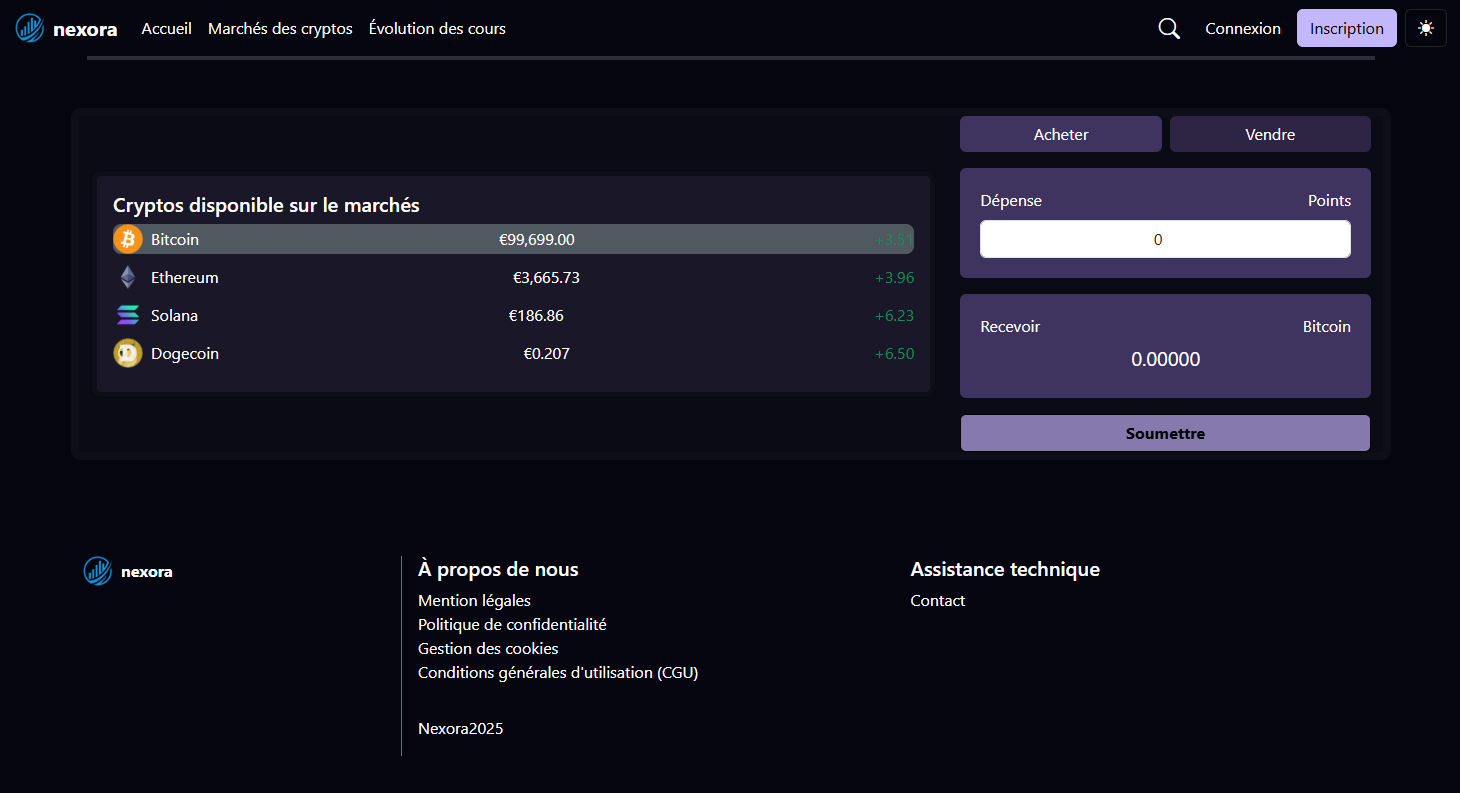 nexora Accueil Marchés des cryptos Évolution des cours Connexion Inscription
Acheter Vendre
Cryptos disponible sur le marchés
Bitcoin €99,699.00 +3.51
Ethereum €3,665.73 +3.96
Solana €186.86 +6.23
Dogecoin €0.207 +6.50
Dépense Points
0
Recevoir Bitcoin
0.00000
Soumettre
nexora
À propos de nous
Mention légales
Politique de confidentialité
Gestion des cookies
Conditions générales d'utilisation (CGU)
Nexora2025
Assistance technique
Contact